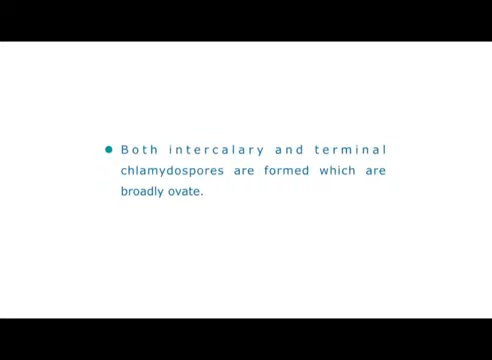 Both intercalary and terminal
chlamydospores are formed which are
broadly ovate.